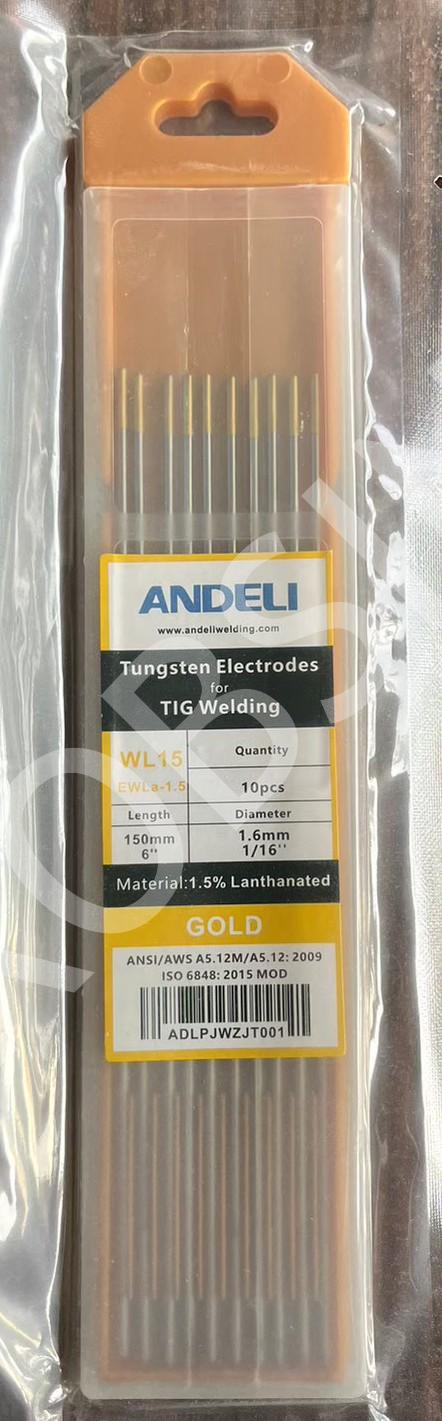 ANDELI
www.andeliwelding.com
Tungsten Electrodes
for
TIG Welding
WL15
EWLa-1.5
Quantity
10pcs
Length
Diameter
150mm
6"
1.6mm
1/16''
Material:1.5% Lanthanated
GOLD
ANSI/AWS A5.12M/A5.12: 2009
ISO 6848: 2015 MOD
ADLPJWZJT001